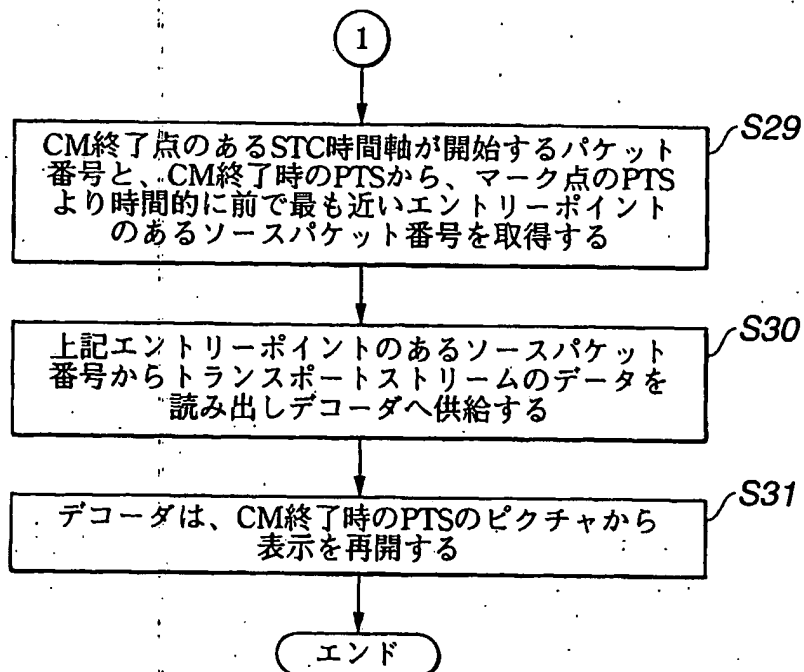 1
S29
CM終了点のあるSTC時間軸が開始するパケット
番号と、CM終了時のPTSから、マーク点のPTS
より時間的に前で最も近いエントリーポイント
のあるソースパケット番号を取得する
S30
上記エントリーポイントのあるソースパケット
番号からトランスポートストリームのデータを
読み出しデコーダへ供給する
S31
デコーダは、CM終了時のPTSのピクチャから
表示を再開する
エンド